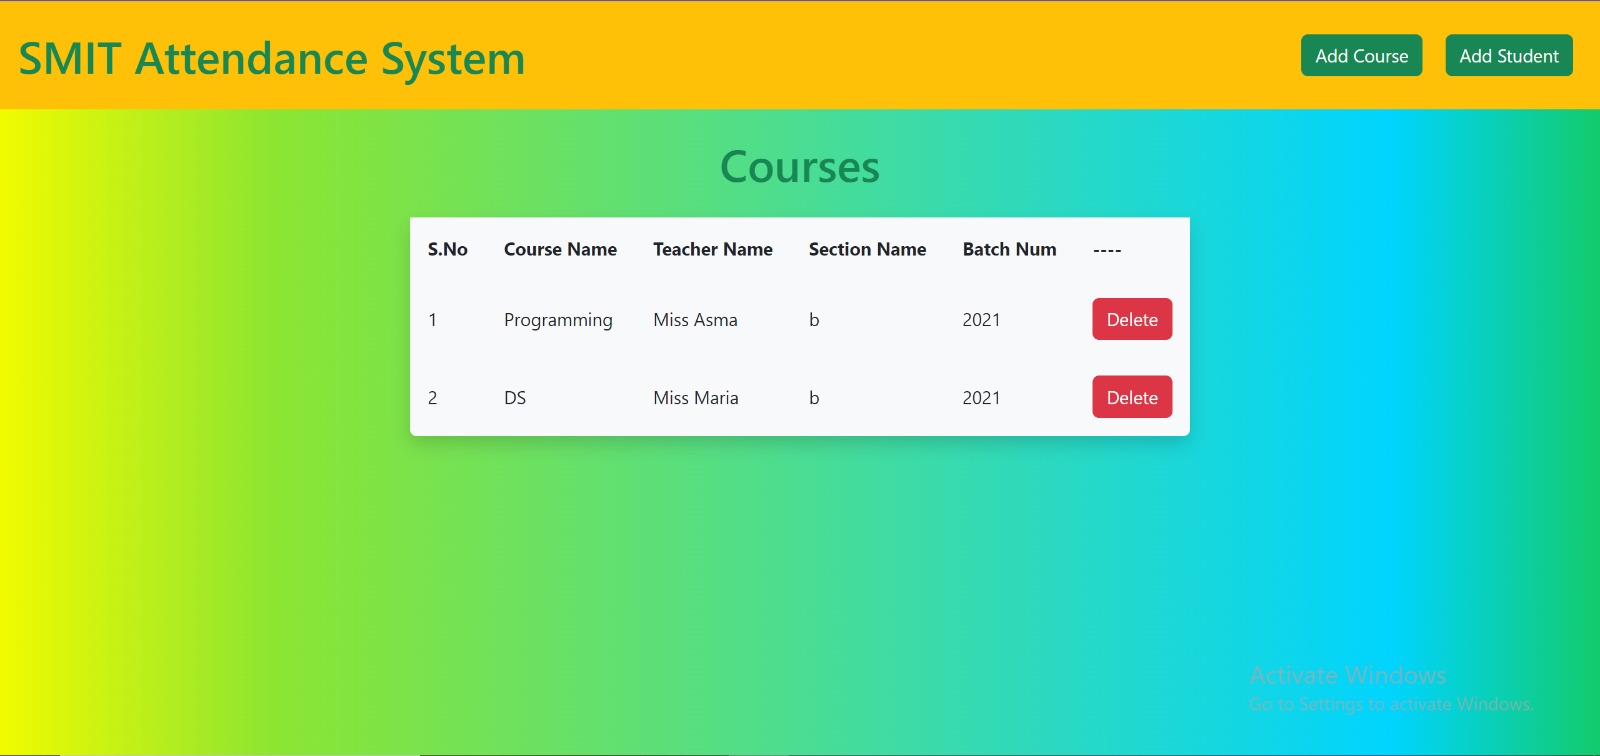 SMIT Attendance System Add Course Add Student
Courses
S.No Course Name Teacher Name Section Name Batch Num ----
1 Programming Miss Asma b 2021 Delete
2 DS Miss Maria b 2021 Delete
Activate Windows
Go to Settings to activate Windows.